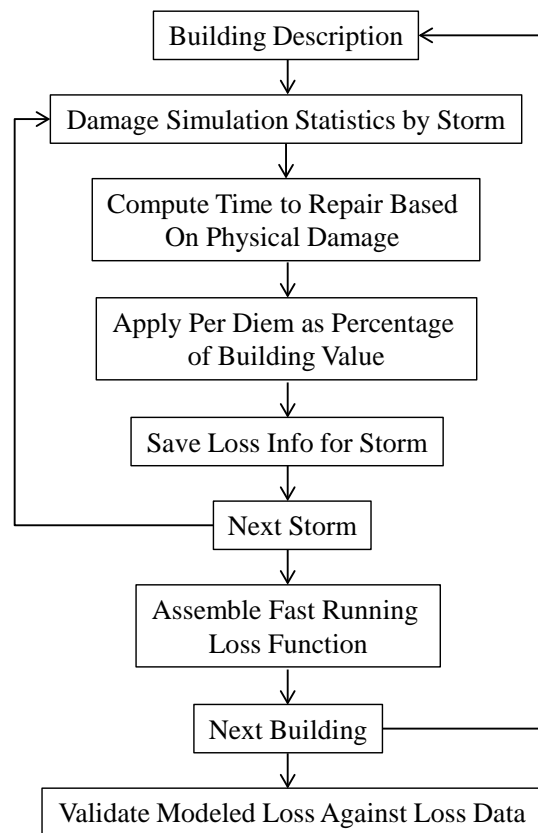 Building Description
Damage Simulation Statistics by Storm
Compute Time to Repair Based
On Physical Damage
Apply Per Diem as Percentage
of Building Value
Save Loss Info for Storm
Next Storm
Assemble Fast Running
Loss Function
Next Building
Validate Modeled Loss Against Loss Data